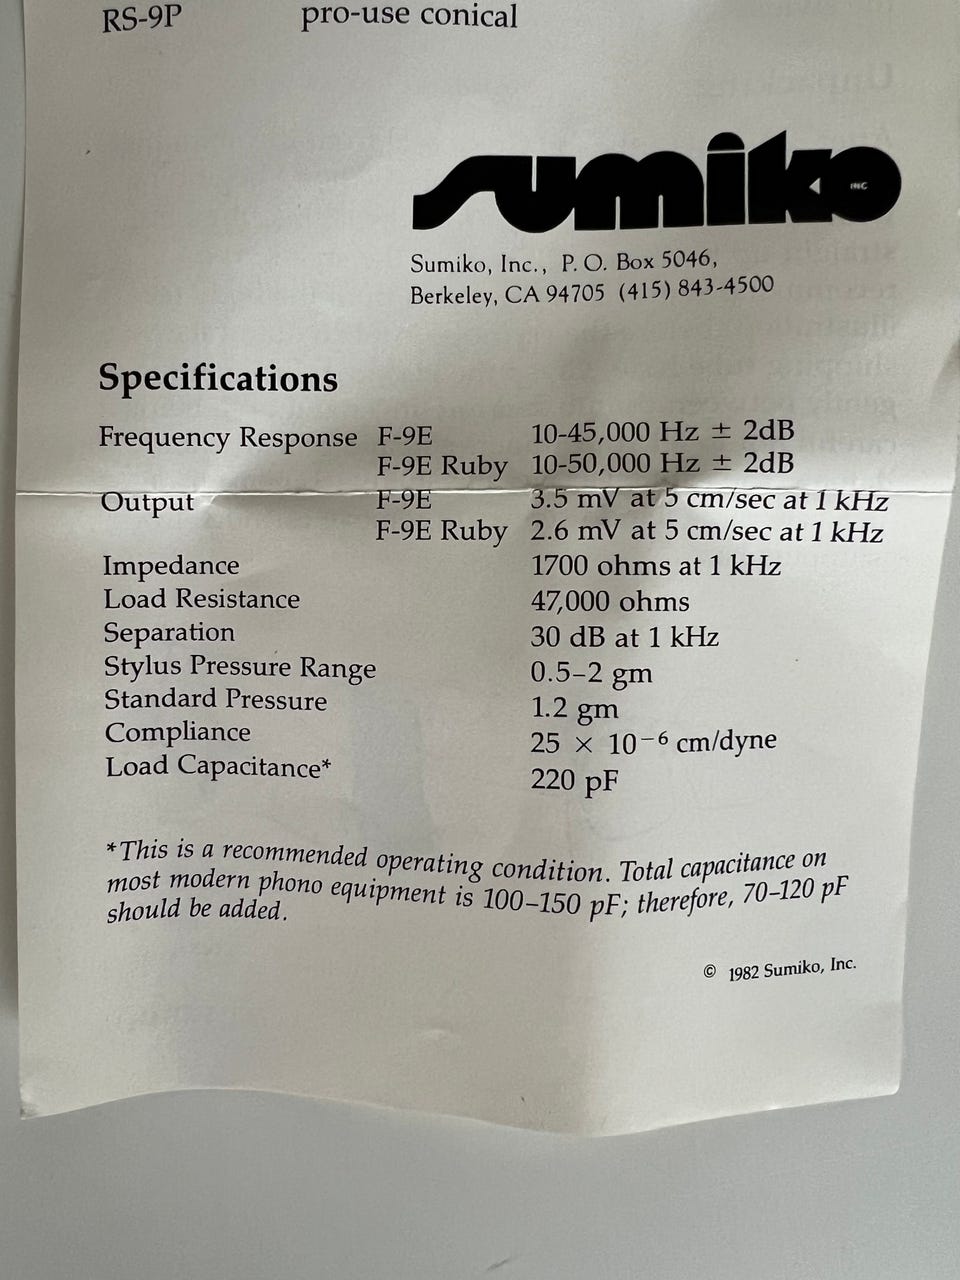 RS-9P pro-use conical
sumiko INC
Sumiko, Inc., P. O. Box 5046,
Berkeley, CA 94705 (415) 843-4500
Specifications
Frequency Response F-9E 10-45,000 Hz ± 2dB
F-9E Ruby 10-50,000 Hz ± 2dB
Output F-9E 3.5 mV at 5 cm/sec at 1 kHz
F-9E Ruby 2.6 mV at 5 cm/sec at 1 kHz
Impedance 1700 ohms at 1 kHz
Load Resistance 47,000 ohms
Separation 30 dB at 1 kHz
Stylus Pressure Range 0.5–2 gm
Standard Pressure 1.2 gm
Compliance 25 × 10⁻⁶ cm/dyne
Load Capacitance* 220 pF
*This is a recommended operating condition. Total capacitance on
most modern phono equipment is 100–150 pF; therefore, 70–120 pF
should be added.
© 1982 Sumiko, Inc.